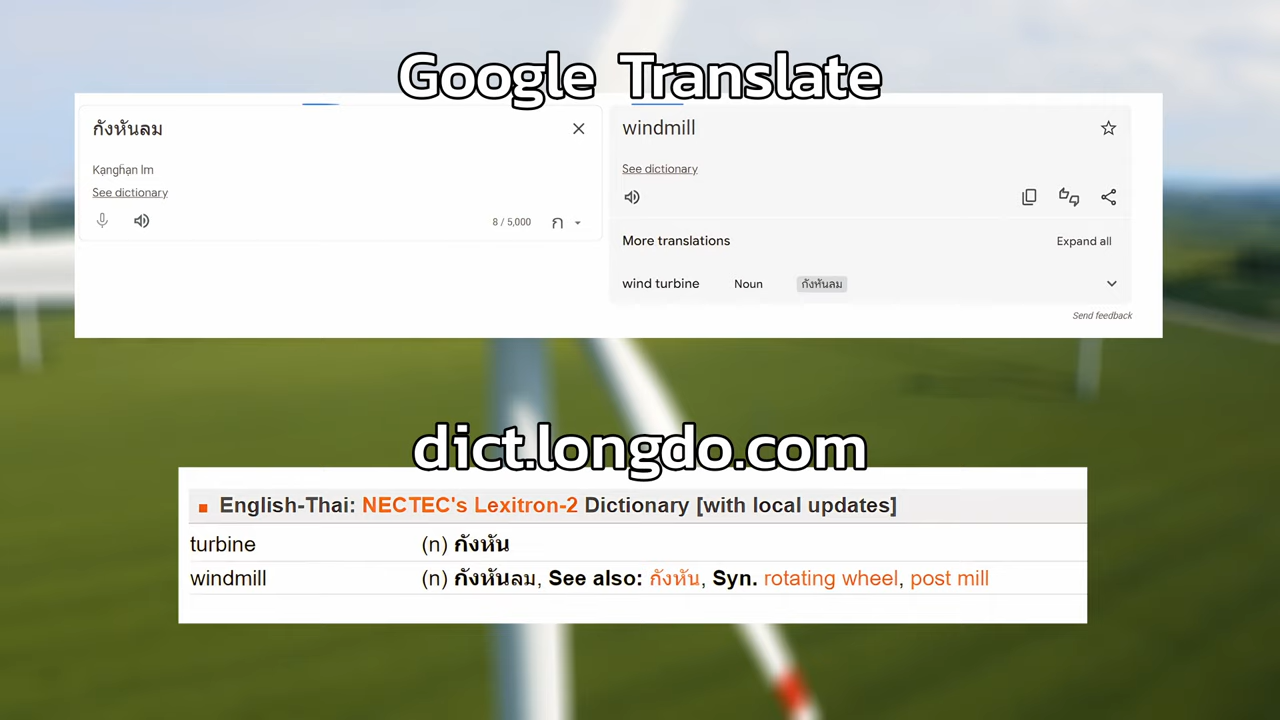 Google Translate
กังหันลม
windmill
Kạngh̄ạn lm
See dictionary
See dictionary
8 / 5,000
ก
More translations
Expand all
wind turbine Noun กังหันลม
Send feedback
dict.longdo.com
English-Thai: NECTEC's Lexitron-2 Dictionary [with local updates]
turbine (n) กังหัน
windmill (n) กังหันลม, See also: กังหัน, Syn. rotating wheel, post mill